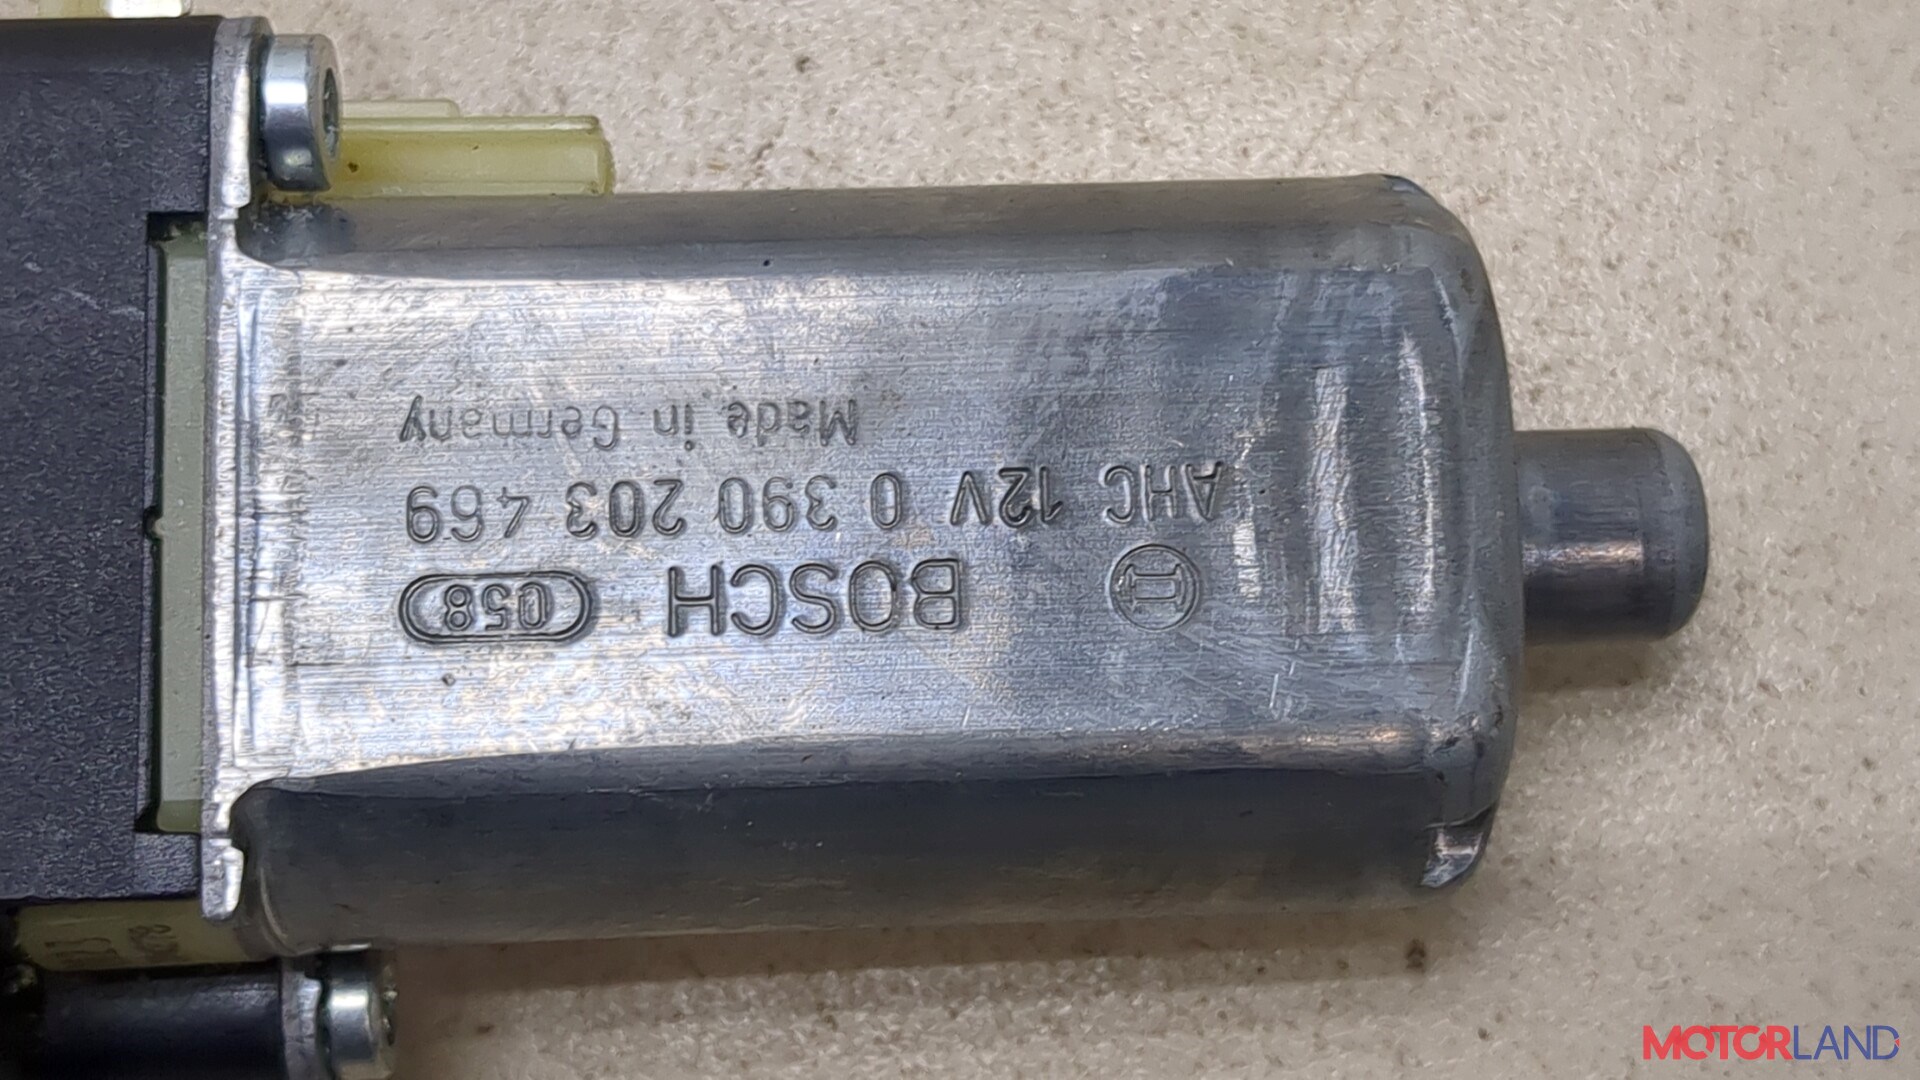 BOSCH 058
AHC 12V 0 390 203 469
Made in Germany
MOTORLAND